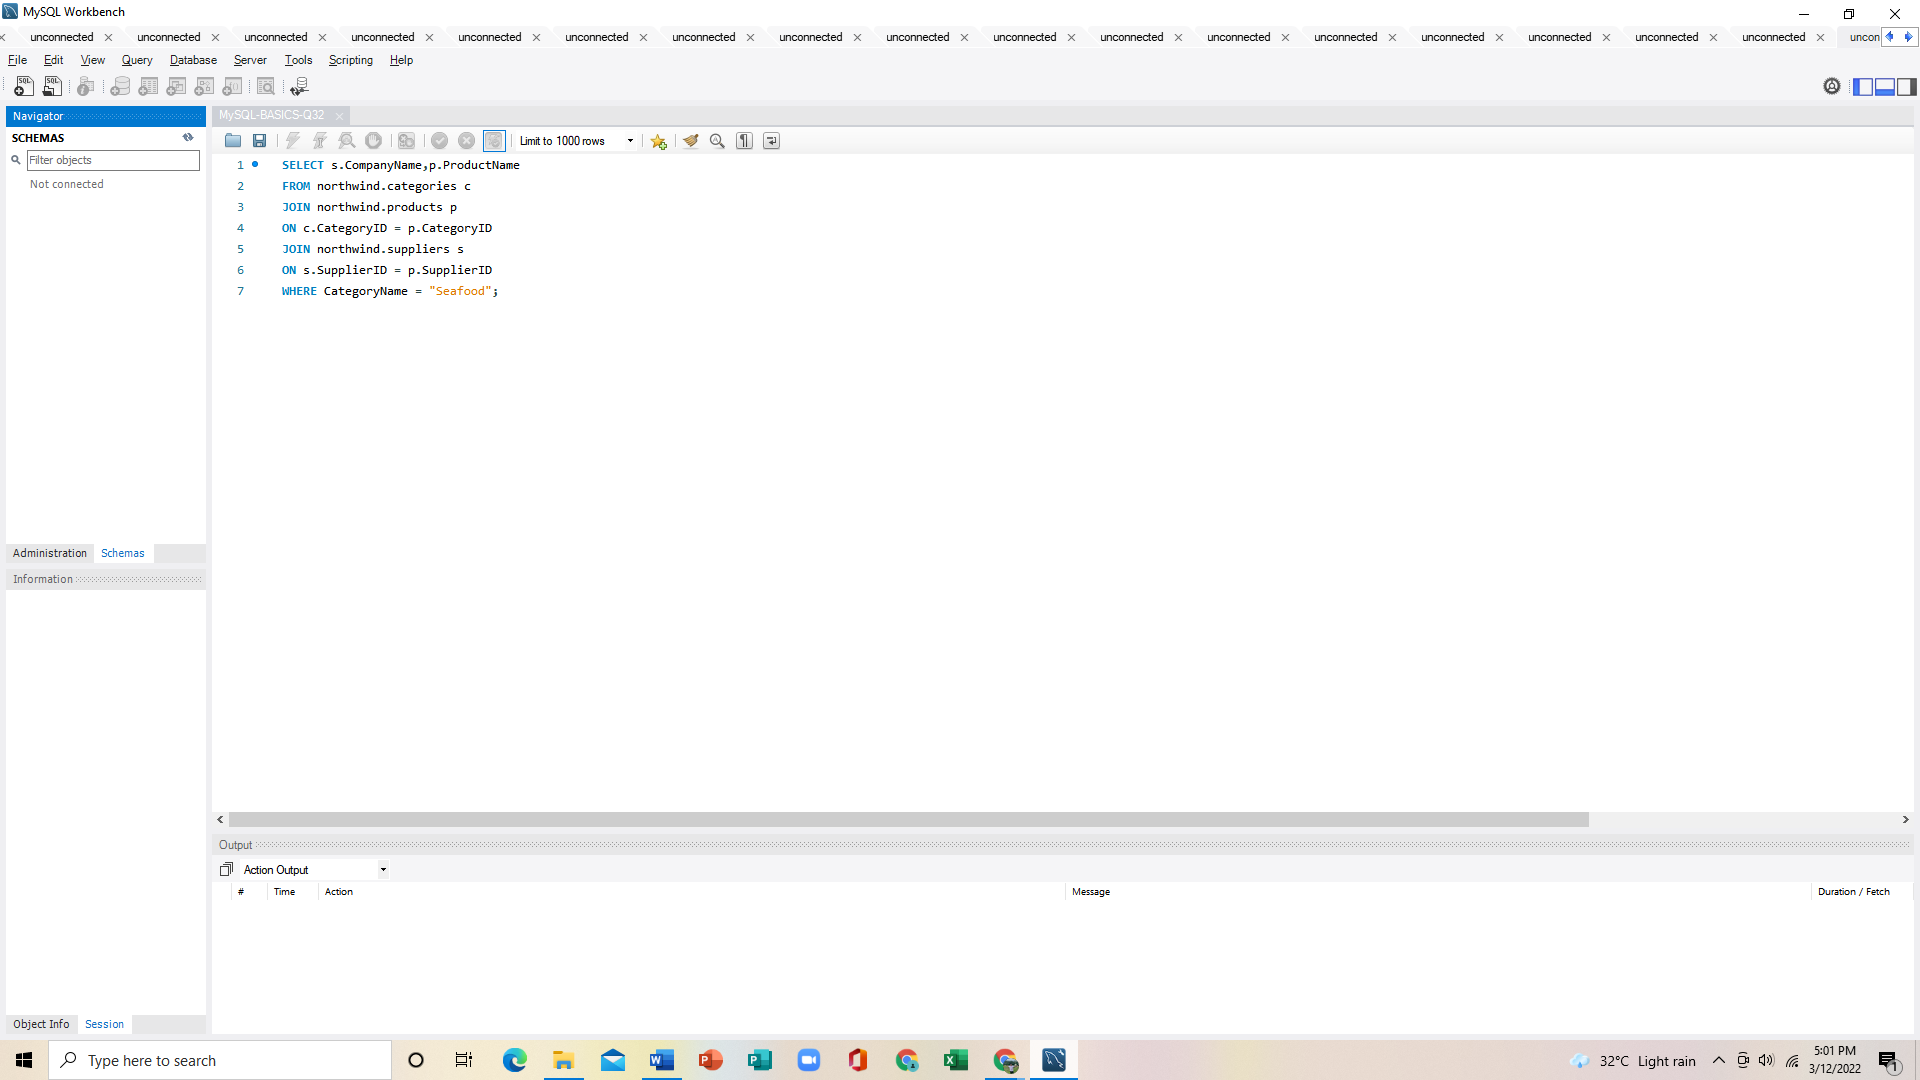 MySQL Workbench
unconnected unconnected unconnected unconnected unconnected unconnected unconnected unconnected unconnected unconnected unconnected unconnected unconnected unconnected unconnected unconnected unconnected uncon
File Edit View Query Database Server Tools Scripting Help
Navigator
SCHEMAS
Filter objects
Not connected
Administration Schemas
Information
Object Info Session
MySQL-BASICS-Q32
Limit to 1000 rows
1 SELECT s.CompanyName,p.ProductName
2 FROM northwind.categories c
3 JOIN northwind.products p
4 ON c.CategoryID = p.CategoryID
5 JOIN northwind.suppliers s
6 ON s.SupplierID = p.SupplierID
7 WHERE CategoryName = "Seafood";
Output
Action Output
# Time Action Message Duration / Fetch
Type here to search
32°C Light rain
5:01 PM
3/12/2022
1